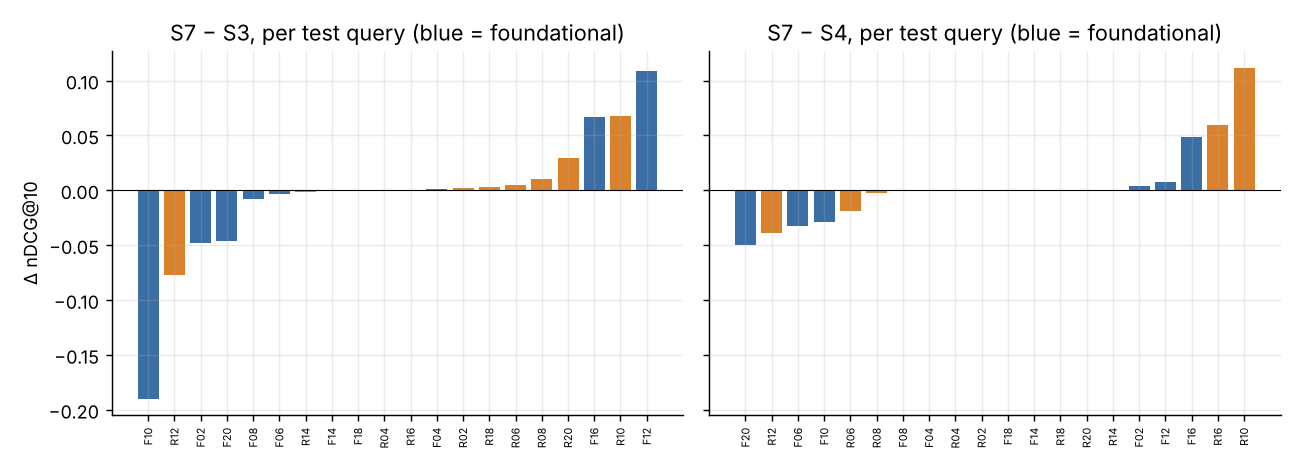 S7 − S3, per test query (blue = foundational)
S7 − S4, per test query (blue = foundational)
Δ nDCG@10
0.10
0.05
0.00
−0.05
−0.10
−0.15
−0.20
F10 R12 F02 F20 F08 F06 R14 F14 F18 R04 R16 F04 R02 R18 R06 R08 R20 F16 R10 F12
F20 R12 F06 F10 R06 R08 F08 F04 R04 R02 F18 F14 R18 R20 R14 F02 F12 F16 R16 R10